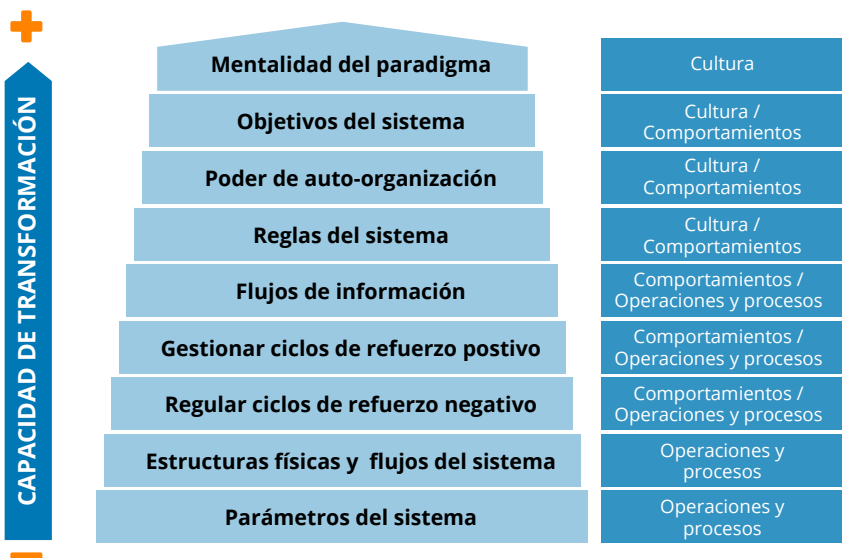 CAPACIDAD DE TRANSFORMACIÓN
Mentalidad del paradigma
Cultura
Objetivos del sistema
Cultura /
Comportamientos
Poder de auto-organización
Cultura /
Comportamientos
Reglas del sistema
Cultura /
Comportamientos
Flujos de información
Comportamientos /
Operaciones y procesos
Gestionar ciclos de refuerzo postivo
Comportamientos /
Operaciones y procesos
Regular ciclos de refuerzo negativo
Comportamientos /
Operaciones y procesos
Estructuras físicas y flujos del sistema
Operaciones y
procesos
Parámetros del sistema
Operaciones y
procesos